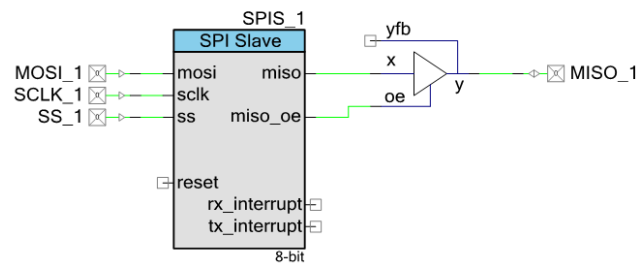 SPIS_1
SPI Slave
yfb
MOSI_1 mosi miso x y MISO_1
SCLK_1 sclk oe
SS_1 ss miso_oe
reset
rx_interrupt
tx_interrupt
8-bit